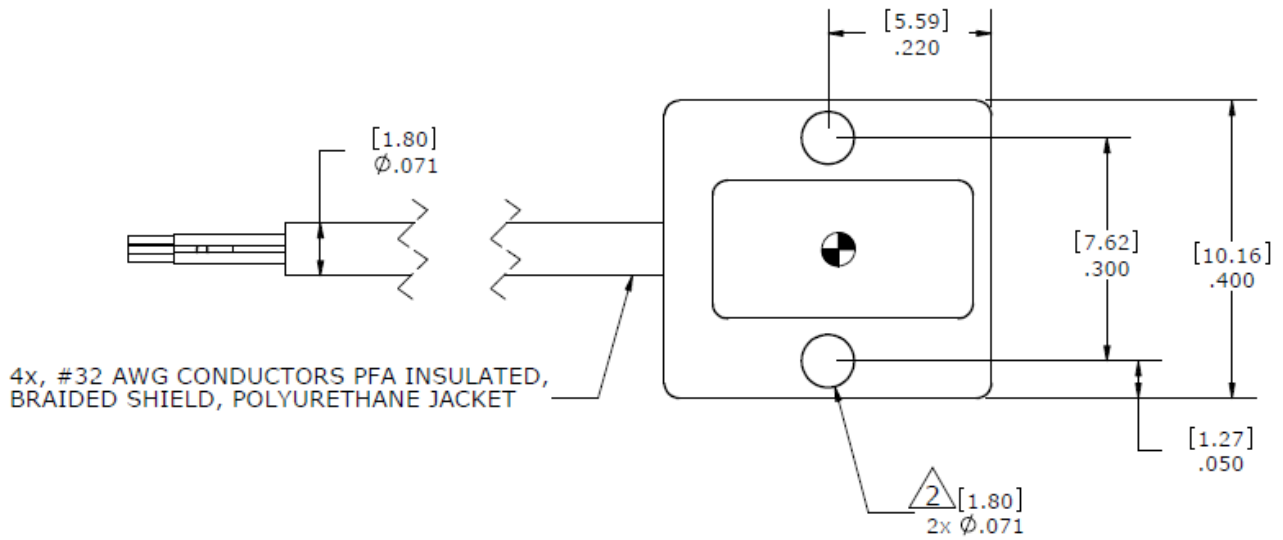 [5.59]
.220
[1.80]
Ø.071
[7.62]
.300
[10.16]
.400
4x, #32 AWG CONDUCTORS PFA INSULATED,
BRAIDED SHIELD, POLYURETHANE JACKET
[1.27]
.050
2 [1.80]
2x Ø.071